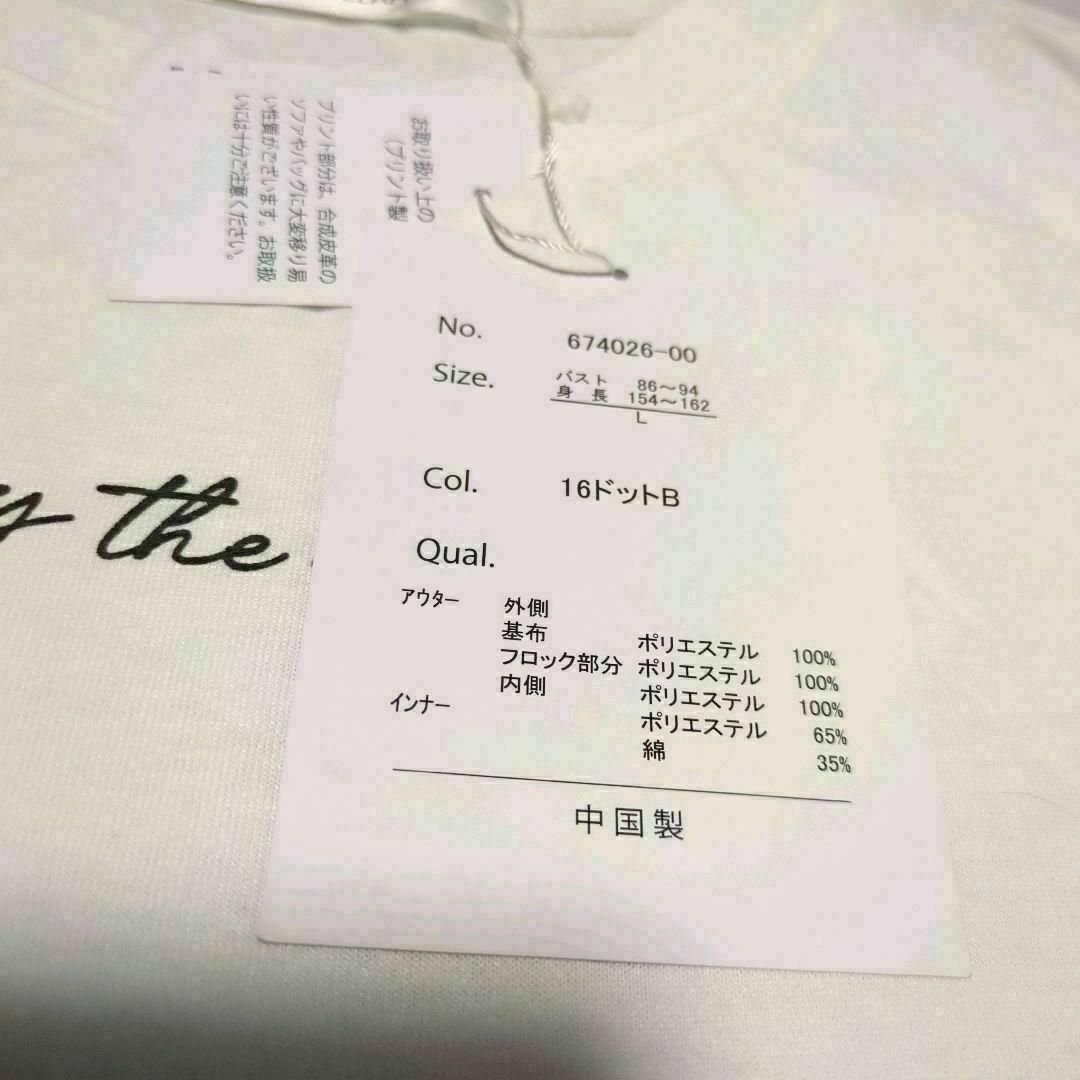 お取り扱い上の
(プリント製
プリント部分は、合成皮革の
ソファやバッグに大変移り易
い性質がございます。お取扱
いには十分ご注意ください。
No. 674026-00
Size. バスト 86～94
身長 154～162
L
the
Col. 16ドットB
Qual.
アウター 外側
基布 ポリエステル 100%
フロック部分 ポリエステル 100%
内側 ポリエステル 100%
インナー ポリエステル 65%
綿 35%
中国製